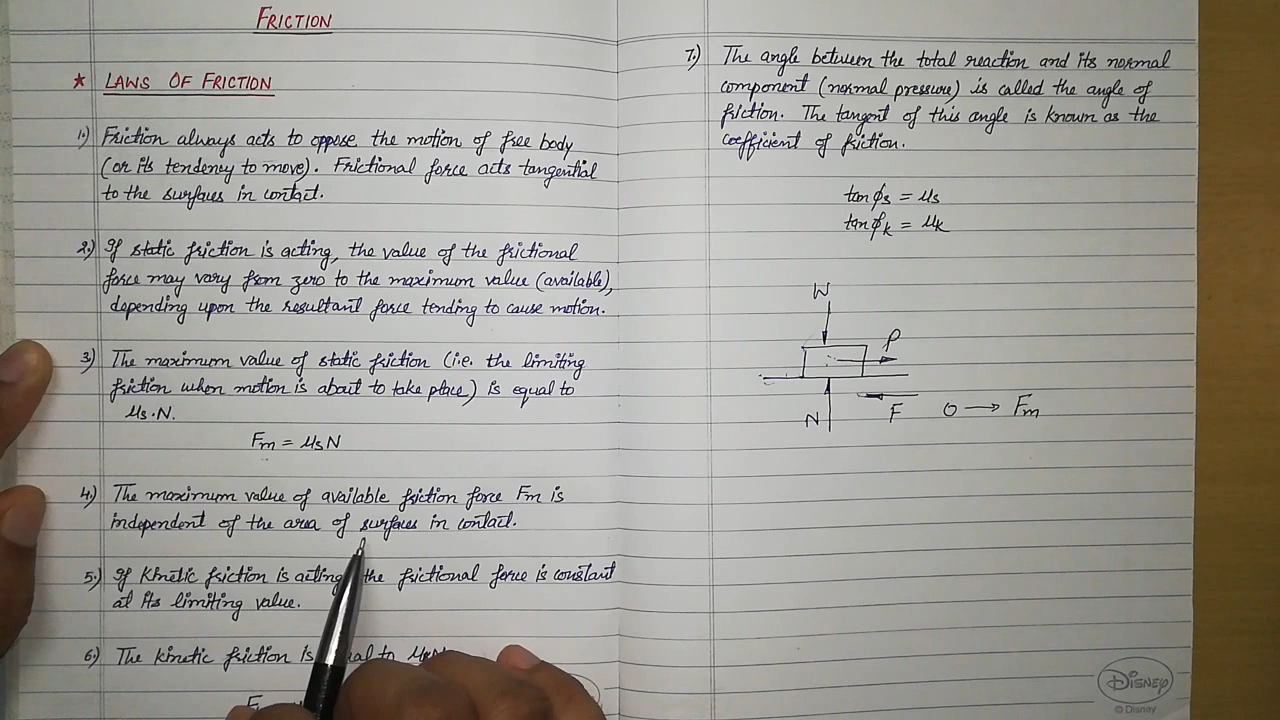 FRICTION
* LAWS OF FRICTION
1.) Friction always acts to oppose the motion of free body
(or its tendency to move). Frictional force acts tangential
to the surfaces in contact.
2.) If static friction is acting, the value of the frictional
force may vary from zero to the maximum value (available),
depending upon the resultant force tending to cause motion.
3) The maximum value of static friction (i.e. the limiting
friction when motion is about to take place) is equal to
μs.N.
Fm = μsN
4.) The maximum value of available friction force Fm is
independent of the area of surfaces in contact.
5.) If Kinetic friction is acting the frictional force is constant
at its limiting value.
6.) The kinetic friction is to
F
7.) The angle between the total reaction and its normal
component (normal pressure) is called the angle of
friction. The tangent of this angle is known as the
coefficient of friction.
tanϕs = μs
tanϕk = μk
W
P
N F 0 → Fm
DISNEY
© Disney